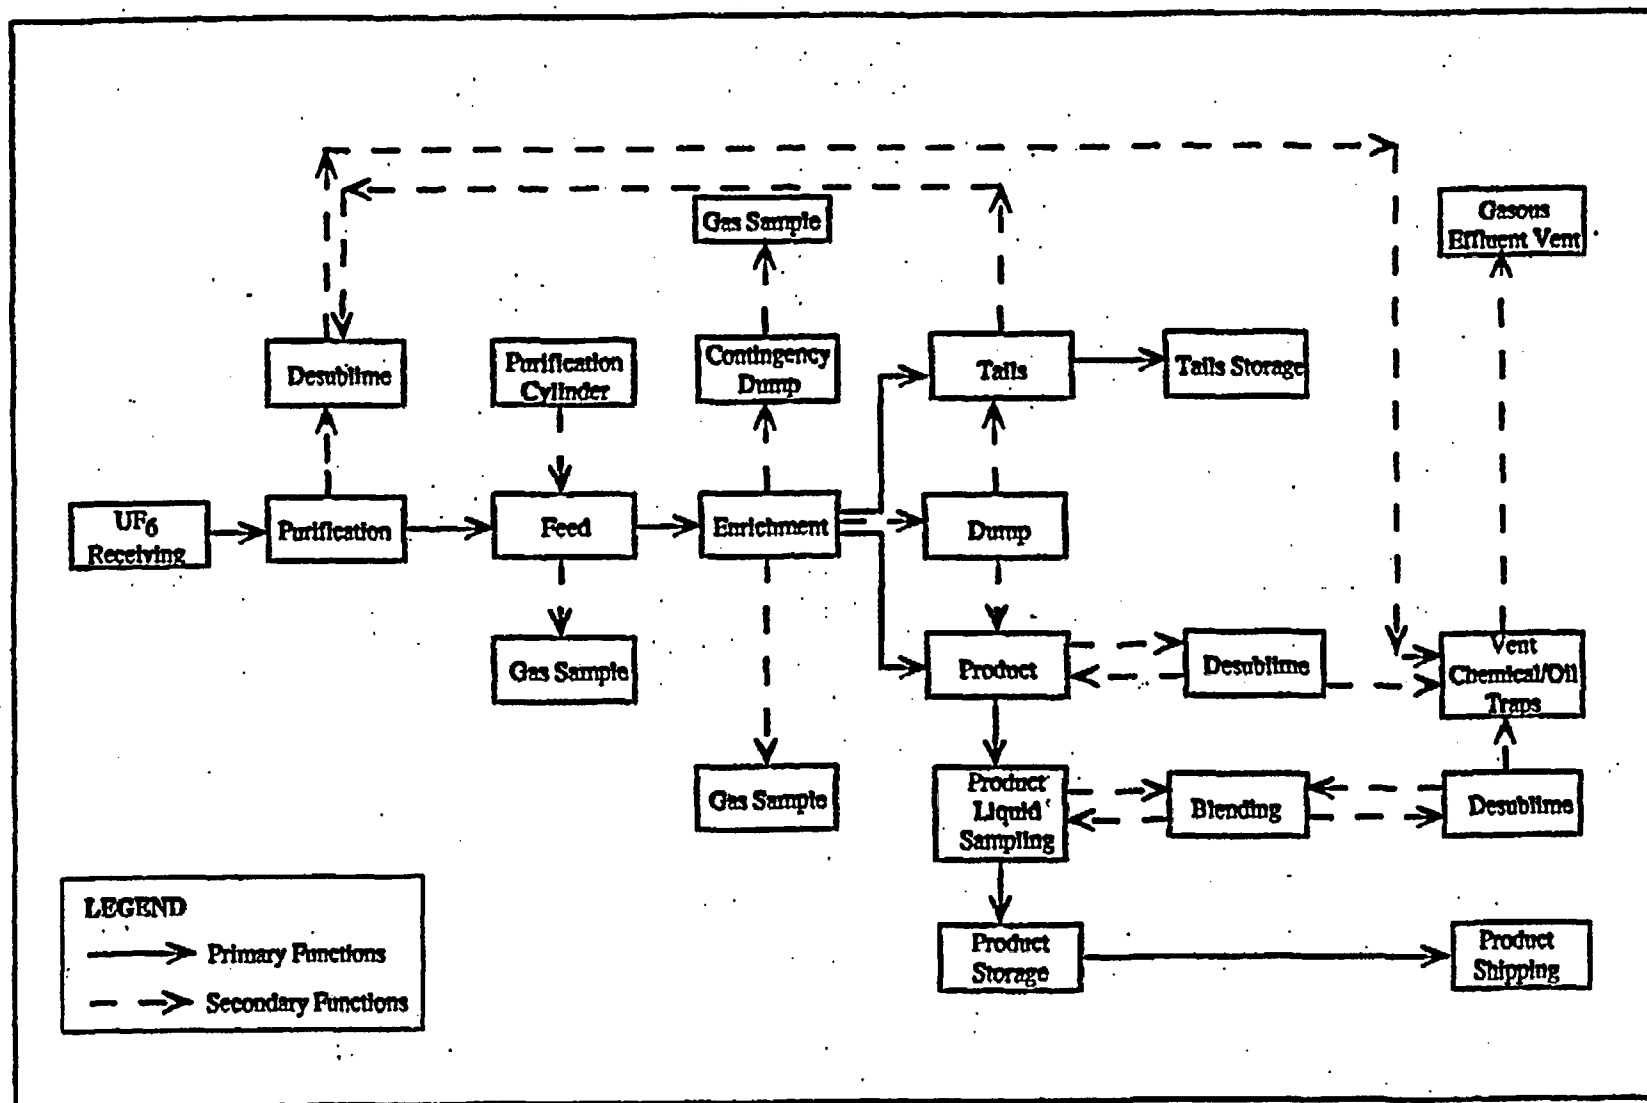 Gas Sample
Gasous
Effluent Vent
Desublime
Purification
Cylinder
Contingency
Dump
Tails
Tails Storage
UF6
Receiving
Purification
Feed
Enrichment
Dump
Gas Sample
Product
Desublime
Vent
Chemical/Oil
Traps
Gas Sample
Product
Liquid
Sampling
Blending
Desublime
LEGEND
Primary Functions
Secondary Functions
Product
Storage
Product
Shipping